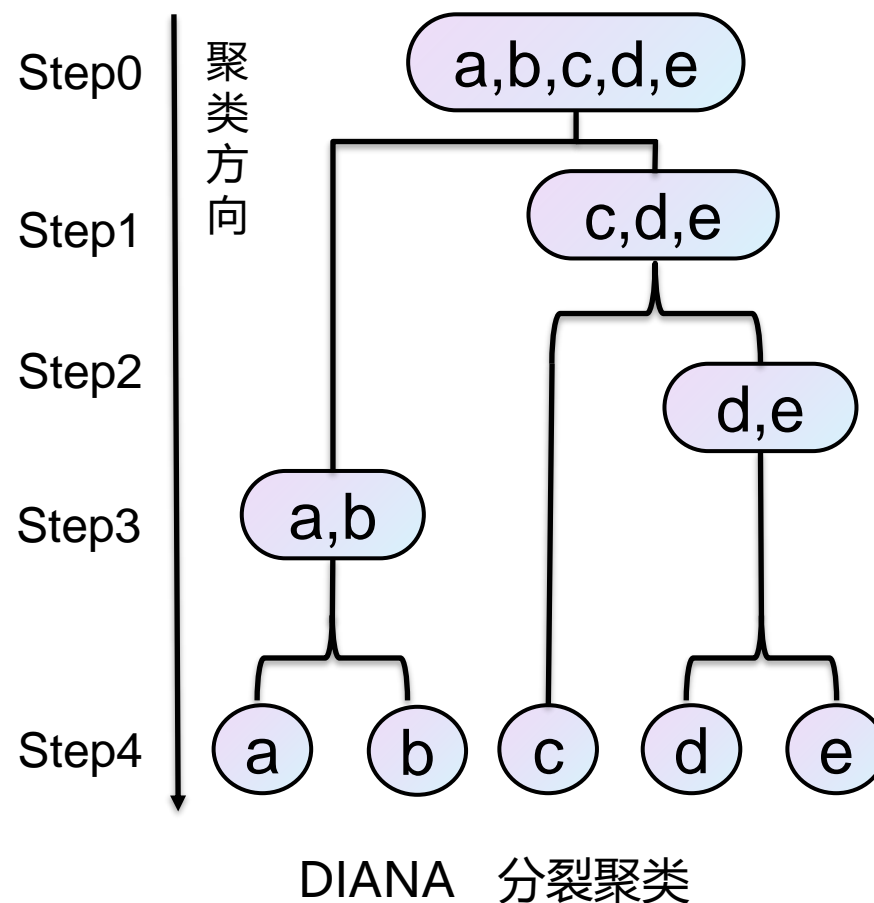 Step0
聚类方向
a,b,c,d,e
Step1
c,d,e
Step2
d,e
Step3
a,b
Step4
a
b
c
d
e
DIANA 分裂聚类